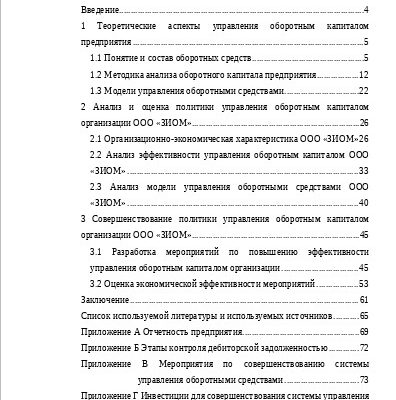 Введение....................................................................................................4
1 Теоретические аспекты управления оборотным капиталом
предприятия..............................................................................................5
1.1 Понятие и состав оборотных средств..................................................5
1.2 Методика анализа оборотного капитала предприятия.................12
1.3 Модели управления оборотными средствами..............................22
2 Анализ и оценка политики управления оборотным капиталом
организации ООО «ЗИОМ»....................................................................26
2.1 Организационно-экономическая характеристика ООО «ЗИОМ»26
2.2 Анализ эффективности управления оборотным капиталом ООО
«ЗИОМ»..............................................................................................33
2.3 Анализ модели управления оборотными средствами ООО
«ЗИОМ»..............................................................................................40
3 Совершенствование политики управления оборотным капиталом
организации ООО «ЗИОМ»....................................................................45
3.1 Разработка мероприятий по повышению эффективности
управления оборотным капиталом организации................................45
3.2 Оценка экономической эффективности мероприятий.................53
Заключение..............................................................................................61
Список используемой литературы и используемых источников...........65
Приложение А Отчетность предприятия...............................................69
Приложение Б Этапы контроля дебиторской задолженностью............72
Приложение В Мероприятия по совершенствованию системы
управления оборотными средствами...............................73
Приложение Г Инвестиции для совершенствования системы управления